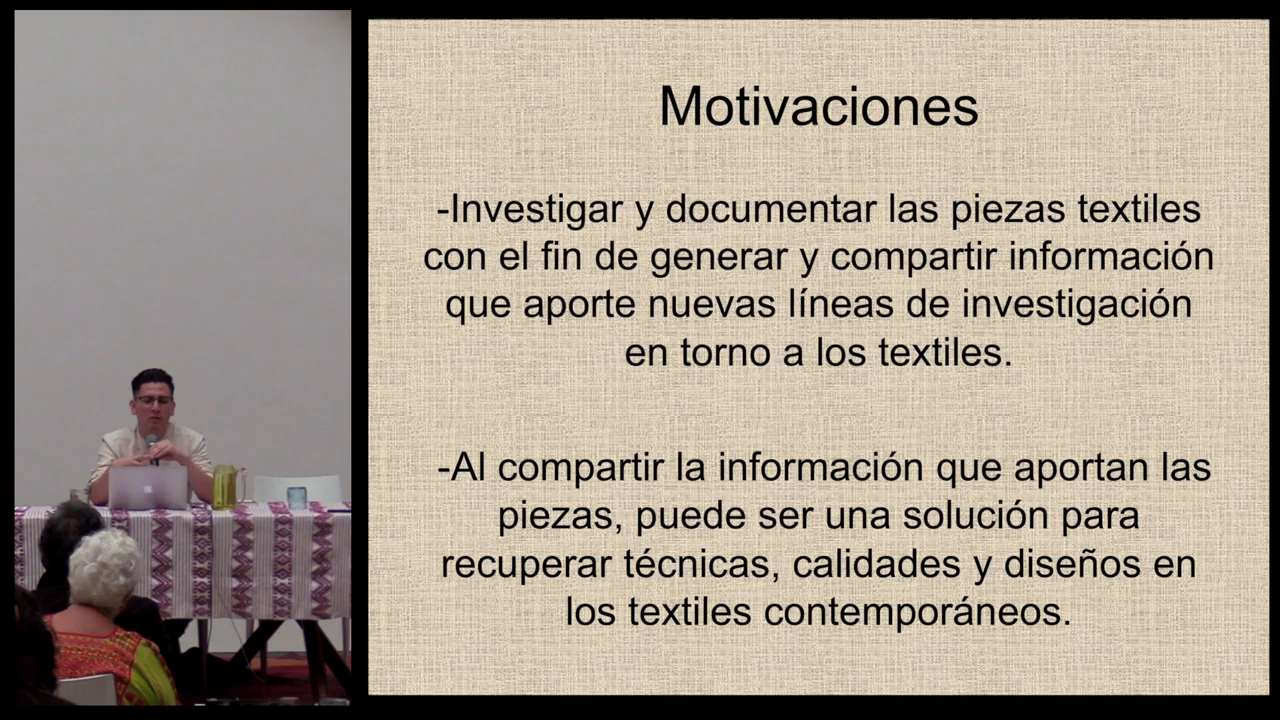 Motivaciones
-Investigar y documentar las piezas textiles
con el fin de generar y compartir información
que aporte nuevas líneas de investigación
en torno a los textiles.
-Al compartir la información que aportan las
piezas, puede ser una solución para
recuperar técnicas, calidades y diseños en
los textiles contemporáneos.